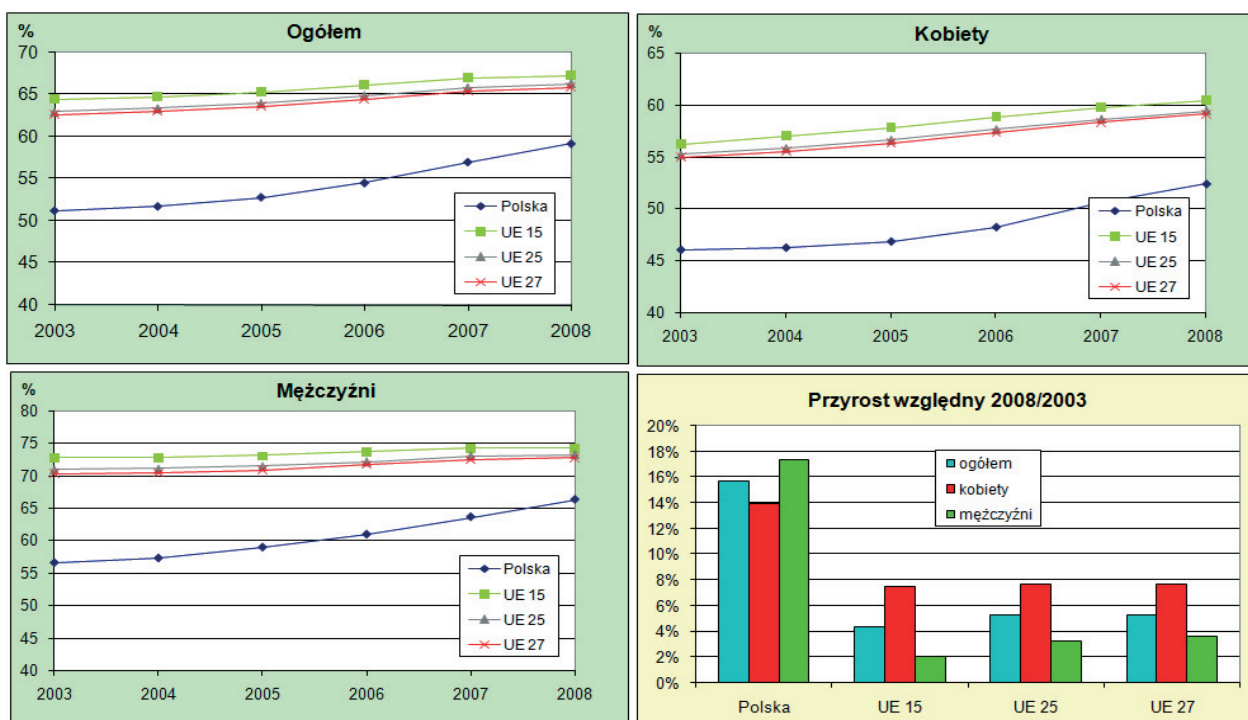 Ogółem
%
70
65
60
55
50
45
40
2003 2004 2005 2006 2007 2008
Polska
UE 15
UE 25
UE 27
Kobiety
%
65
60
55
50
45
40
2003 2004 2005 2006 2007 2008
Polska
UE 15
UE 25
UE 27
Mężczyźni
%
80
75
70
65
60
55
50
45
40
2003 2004 2005 2006 2007 2008
Polska
UE 15
UE 25
UE 27
Przyrost względny 2008/2003
20%
18%
16%
14%
12%
10%
8%
6%
4%
2%
0%
ogółem
kobiety
mężczyźni
Polska UE 15 UE 25 UE 27